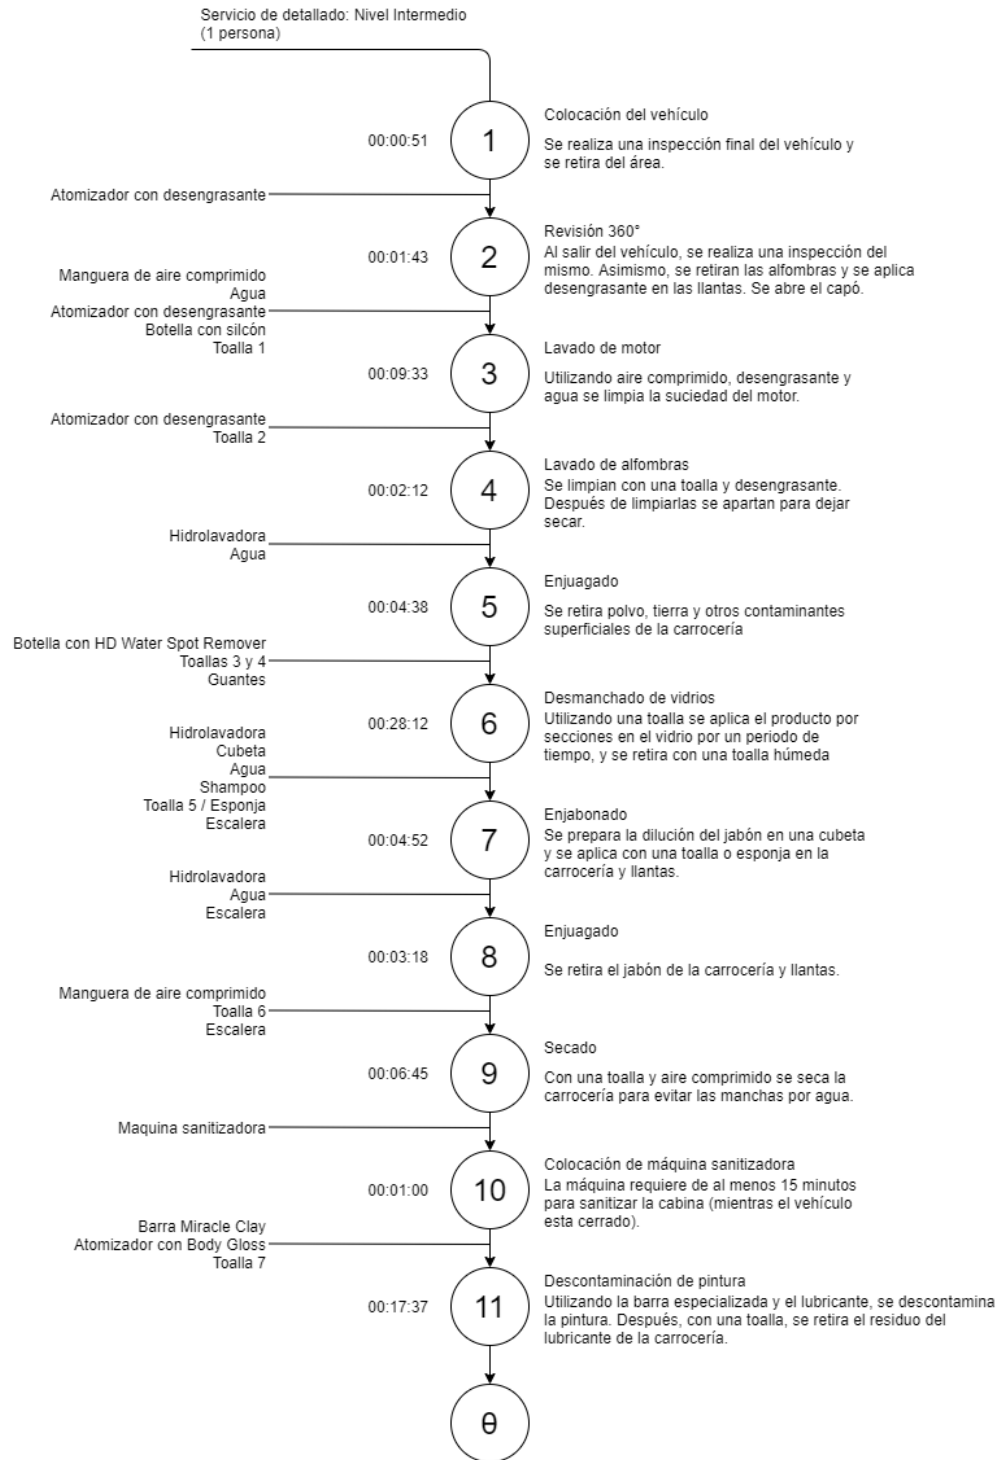 Servicio de detallado: Nivel Intermedio
(1 persona)
Colocación del vehículo
00:00:51
1
Se realiza una inspección final del vehículo y
se retira del área.
Atomizador con desengrasante
Revisión 360°
00:01:43
2
Al salir del vehículo, se realiza una inspección del
mismo. Asimismo, se retiran las alfombras y se aplica
desengrasante en las llantas. Se abre el capó.
Manguera de aire comprimido
Agua
Atomizador con desengrasante
Botella con silcón
Toalla 1
Lavado de motor
00:09:33
3
Utilizando aire comprimido, desengrasante y
agua se limpia la suciedad del motor.
Atomizador con desengrasante
Toalla 2
Lavado de alfombras
00:02:12
4
Se limpian con una toalla y desengrasante.
Después de limpiarlas se apartan para dejar
secar.
Hidrolavadora
Agua
Enjuagado
00:04:38
5
Se retira polvo, tierra y otros contaminantes
superficiales de la carrocería
Botella con HD Water Spot Remover
Toallas 3 y 4
Guantes
Desmanchado de vidrios
00:28:12
6
Utilizando una toalla se aplica el producto por
secciones en el vidrio por un periodo de
tiempo, y se retira con una toalla húmeda
Hidrolavadora
Cubeta
Agua
Shampoo
Toalla 5 / Esponja
Escalera
Enjabonado
00:04:52
7
Se prepara la dilución del jabón en una cubeta
y se aplica con una toalla o esponja en la
carrocería y llantas.
Hidrolavadora
Agua
Escalera
Enjuagado
00:03:18
8
Se retira el jabón de la carrocería y llantas.
Manguera de aire comprimido
Toalla 6
Escalera
Secado
00:06:45
9
Con una toalla y aire comprimido se seca la
carrocería para evitar las manchas por agua.
Maquina sanitizadora
Colocación de máquina sanitizadora
00:01:00
10
La máquina requiere de al menos 15 minutos
para sanitizar la cabina (mientras el vehículo
esta cerrado).
Barra Miracle Clay
Atomizador con Body Gloss
Toalla 7
Descontaminación de pintura
00:17:37
11
Utilizando la barra especializada y el lubricante, se descontamina
la pintura. Después, con una toalla, se retira el residuo del
lubricante de la carrocería.
θ